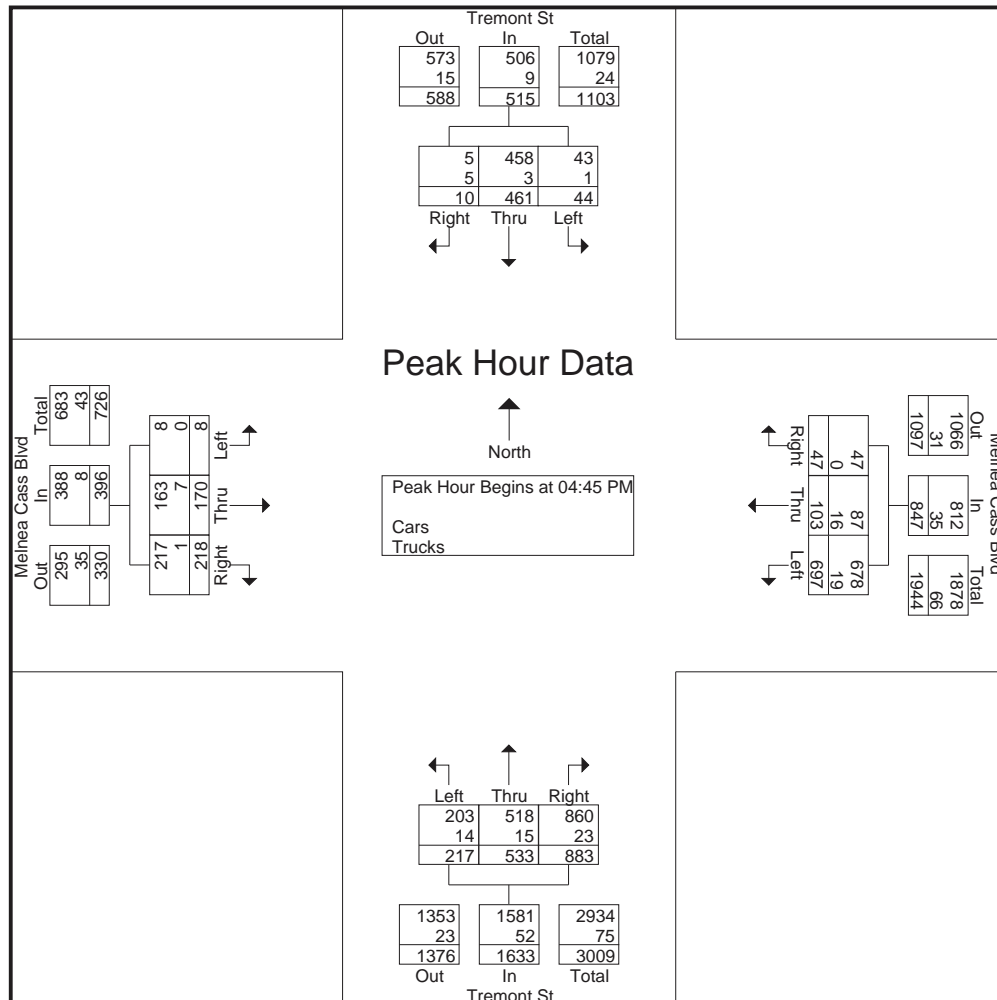 Tremont St
Out In Total
573 506 1079
15 9 24
588 515 1103
5 458 43
5 3 1
10 461 44
Right Thru Left
Peak Hour Data
North
Peak Hour Begins at 04:45 PM
Cars
Trucks
Melnea Cass Blvd
Out In Total
295 388 683
35 8 43
330 396 726
Right Thru Left
217 163 8
1 7 0
218 170 8
Melnea Cass Blvd
Out In Total
1066 812 1878
31 35 66
1097 847 1944
47 87 678
0 16 19
47 103 697
Right Thru Left
Left Thru Right
203 518 860
14 15 23
217 533 883
1353 1581 2934
23 52 75
1376 1633 3009
Out In Total
Tremont St